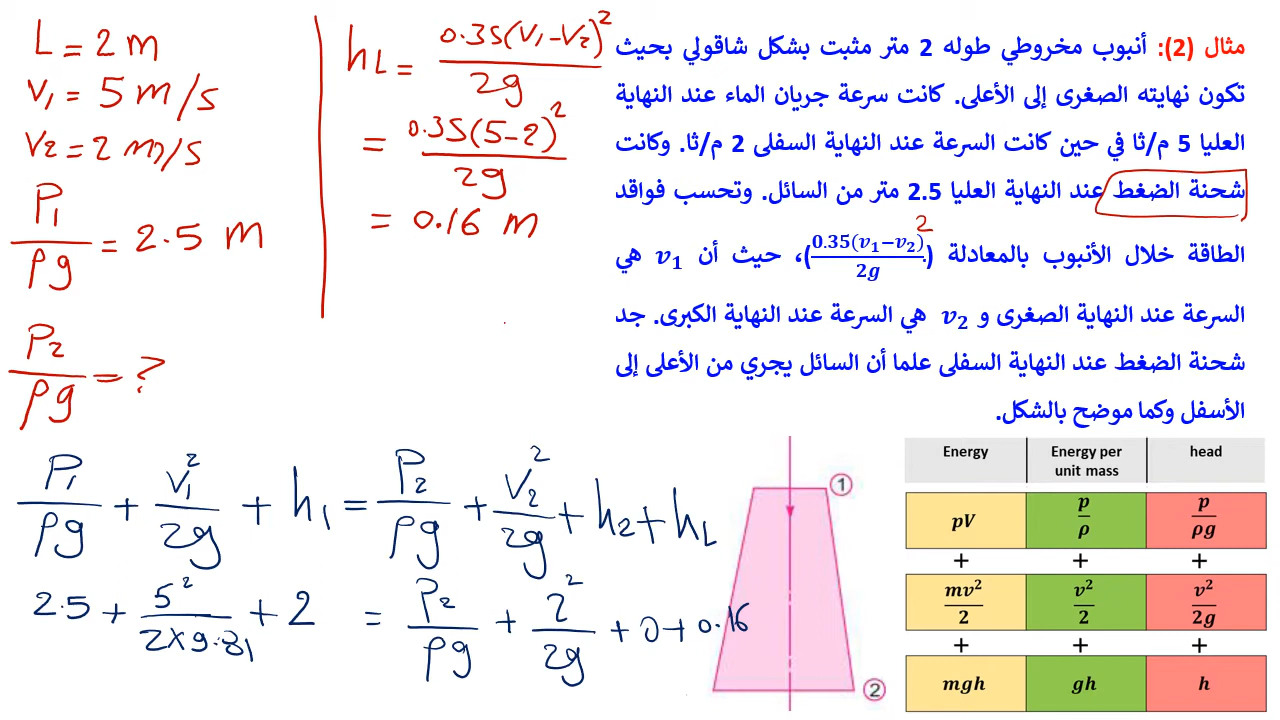 مثال (2): أنبوب مخروطي طوله 2 متر مثبت بشكل شاقولي بحيث
تكون نهايته الصغرى إلى الأعلى. كانت سرعة جريان الماء عند النهاية
العليا 5 م/ثا في حين كانت السرعة عند النهاية السفلى 2 م/ثا. وكانت
شحنة الضغط عند النهاية العليا 2.5 متر من السائل. وتحسب فواقد
الطاقة خلال الأنبوب بالمعادلة (0.35(v₁−v₂)²/2g)، حيث أن v₁ هي
السرعة عند النهاية الصغرى و v₂ هي السرعة عند النهاية الكبرى. جد
شحنة الضغط عند النهاية السفلى علما أن السائل يجري من الأعلى إلى
الأسفل وكما موضح بالشكل.
L = 2 m
V₁ = 5 m/s
V₂ = 2 m/s
P₁/ρg = 2.5 m
P₂/ρg = ?
hL = 0.35(V₁−V₂)²/2g
= 0.35(5−2)²/2g
= 0.16 m
P₁/ρg + V₁²/2g + h₁ = P₂/ρg + V₂²/2g + h₂ + hL
2.5 + 5²/2×9.81 + 2 = P₂/ρg + 2²/2g + 0 + 0.16
①
②
Energy Energy per unit mass head
pV p/ρ p/ρg
+ + +
mv²/2 v²/2 v²/2g
+ + +
mgh gh h